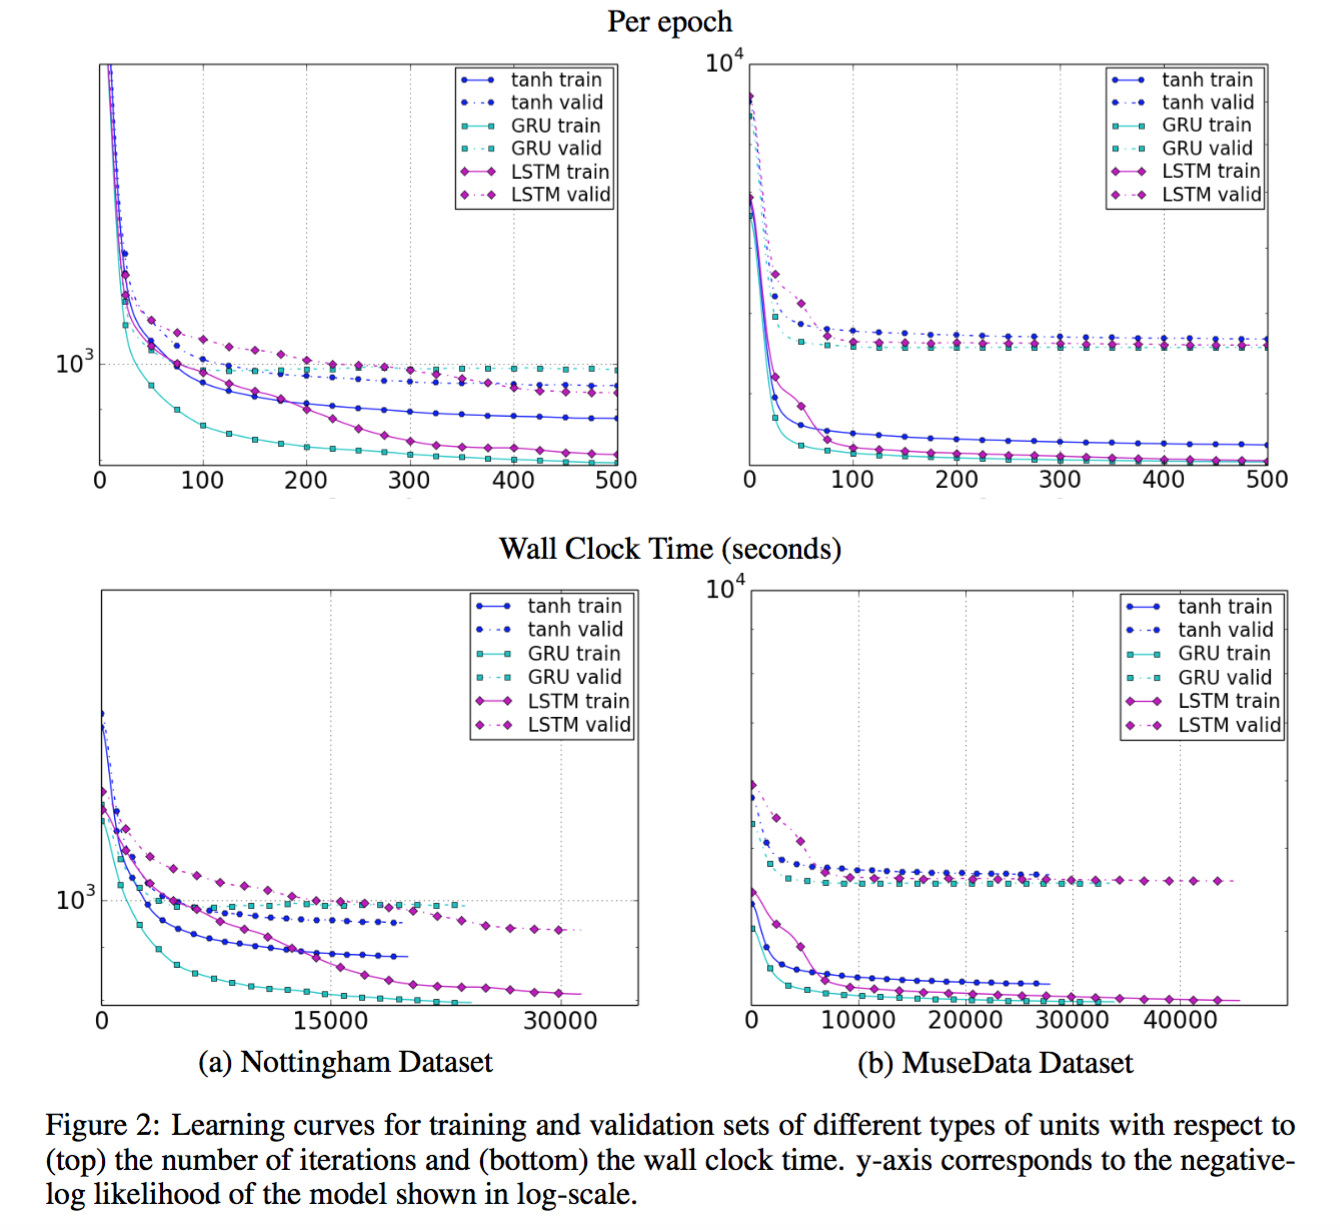 Per epoch
tanh train
tanh valid
GRU train
GRU valid
LSTM train
LSTM valid
10^3
0 100 200 300 400 500
10^4
tanh train
tanh valid
GRU train
GRU valid
LSTM train
LSTM valid
0 100 200 300 400 500
Wall Clock Time (seconds)
tanh train
tanh valid
GRU train
GRU valid
LSTM train
LSTM valid
10^3
0 15000 30000
10^4
tanh train
tanh valid
GRU train
GRU valid
LSTM train
LSTM valid
0 10000 20000 30000 40000
(a) Nottingham Dataset
(b) MuseData Dataset
Figure 2: Learning curves for training and validation sets of different types of units with respect to
(top) the number of iterations and (bottom) the wall clock time. y-axis corresponds to the negative-
log likelihood of the model shown in log-scale.